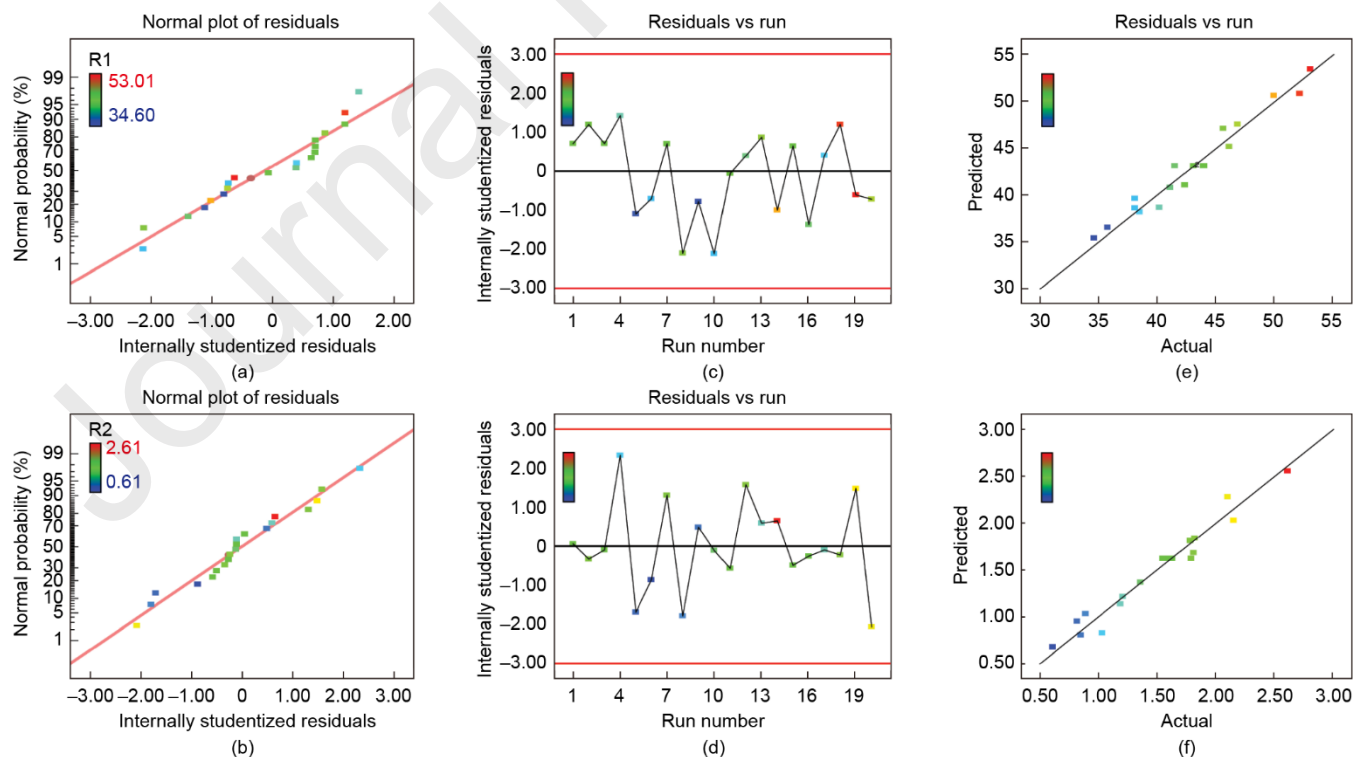 Normal plot of residuals
R1
53.01
34.60
Normal probability (%)
99
95
90
80
70
50
30
20
10
5
1
–3.00 –2.00 –1.00 0 1.00 2.00
Internally studentized residuals
(a)
Residuals vs run
Internally studentized residuals
3.00
2.00
1.00
0
–1.00
–2.00
–3.00
1 4 7 10 13 16 19
Run number
(c)
Residuals vs run
Predicted
55
50
45
40
35
30
30 35 40 45 50 55
2
Actual
(e)
Normal plot of residuals
R2
2.61
0.61
Normal probability (%)
99
95
90
80
70
50
30
20
10
5
1
–3.00 –2.00 –1.00 0 1.00 2.00 3.00
Internally studentized residuals
(b)
Residuals vs run
Internally studentized residuals
3.00
2.00
1.00
0
–1.00
–2.00
–3.00
1 4 7 10 13 16 19
Run number
(d)
Predicted
3.00
2.50
2.00
1.50
1.00
0.50
0.50 1.00 1.50 2.00 2.50 3.00
Actual
(f)
Journal